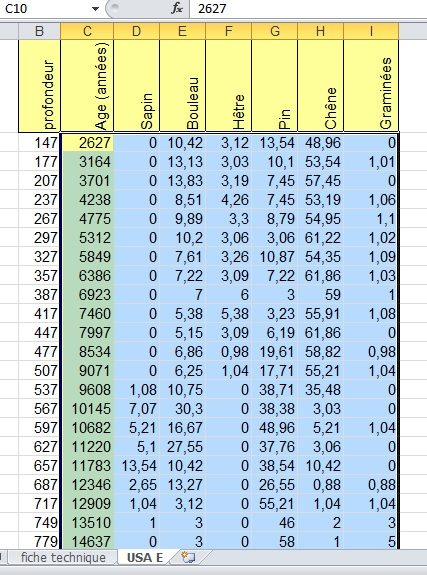 C10 fx 2627
B C D E F G H I
profondeur Age (années) Sapin Bouleau Hêtre Pin Chêne Graminées
147 2627 0 10,42 3,12 13,54 48,96 0
177 3164 0 13,13 3,03 10,1 53,54 1,01
207 3701 0 13,83 3,19 7,45 57,45 0
237 4238 0 8,51 4,26 7,45 53,19 1,06
267 4775 0 9,89 3,3 8,79 54,95 1,1
297 5312 0 10,2 3,06 3,06 61,22 1,02
327 5849 0 7,61 3,26 10,87 54,35 1,09
357 6386 0 7,22 3,09 7,22 61,86 1,03
387 6923 0 7 6 3 59 1
417 7460 0 5,38 5,38 3,23 55,91 1,08
447 7997 0 5,15 3,09 6,19 61,86 0
477 8534 0 6,86 0,98 19,61 58,82 0,98
507 9071 0 6,25 1,04 17,71 55,21 1,04
537 9608 1,08 10,75 0 38,71 35,48 0
567 10145 7,07 30,3 0 38,38 3,03 0
597 10682 5,21 16,67 0 48,96 5,21 1,04
627 11220 5,1 27,55 0 37,76 3,06 0
657 11783 13,54 10,42 0 38,54 10,42 0
687 12346 2,65 13,27 0 26,55 0,88 0,88
717 12909 1,04 3,12 0 55,21 1,04 1,04
749 13510 1 3 0 46 2 3
779 14637 0 3 0 58 1 5
fiche technique USA E